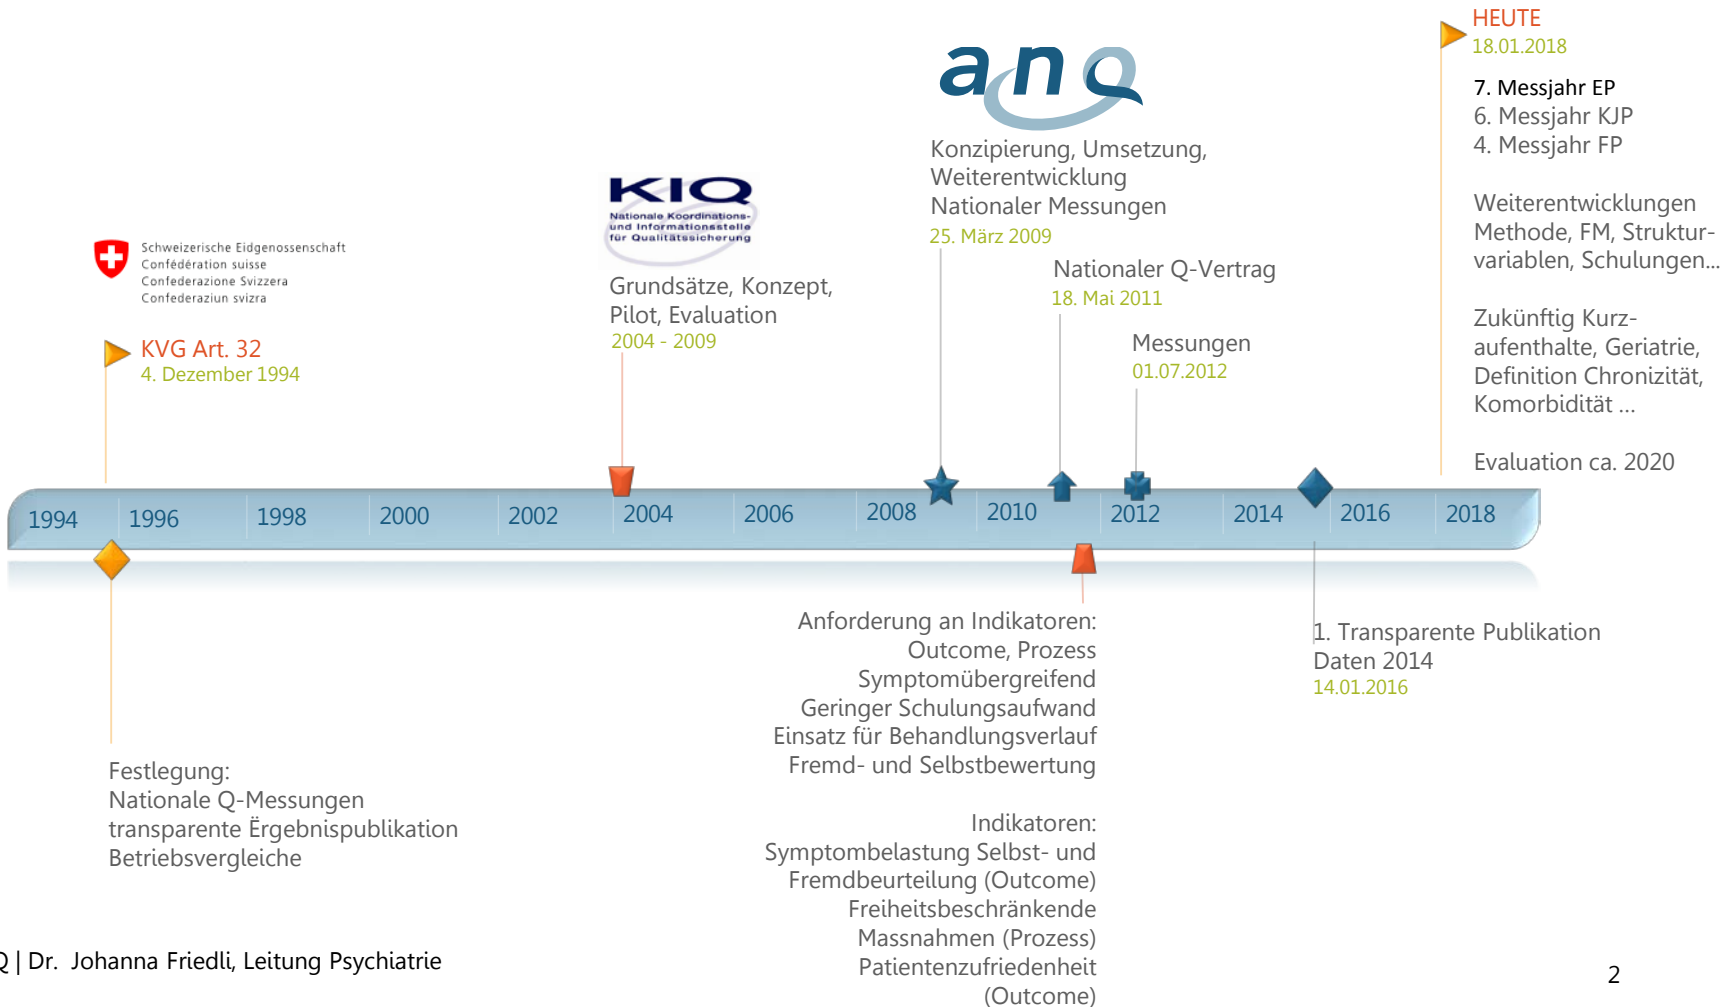 HEUTE
18.01.2018
7. Messjahr EP
6. Messjahr KJP
4. Messjahr FP
Weiterentwicklungen
Methode, FM, Struktur-
variablen, Schulungen...
Zukünftig Kurz-
aufenthalte, Geriatrie,
Definition Chronizität,
Komorbidität ...
Evaluation ca. 2020
anq
Konzipierung, Umsetzung,
Weiterentwicklung
Nationaler Messungen
25. März 2009
KIQ
Nationale Koordinations-
und Informationsstelle
für Qualitätssicherung
Grundsätze, Konzept,
Pilot, Evaluation
2004 - 2009
Schweizerische Eidgenossenschaft
Confédération suisse
Confederazione Svizzera
Confederaziun svizra
KVG Art. 32
4. Dezember 1994
Nationaler Q-Vertrag
18. Mai 2011
Messungen
01.07.2012
1994 1996 1998 2000 2002 2004 2006 2008 2010 2012 2014 2016 2018
Festlegung:
Nationale Q-Messungen
transparente Ërgebnispublikation
Betriebsvergleiche
Anforderung an Indikatoren:
Outcome, Prozess
Symptomübergreifend
Geringer Schulungsaufwand
Einsatz für Behandlungsverlauf
Fremd- und Selbstbewertung
Indikatoren:
Symptombelastung Selbst- und
Fremdbeurteilung (Outcome)
Freiheitsbeschränkende
Massnahmen (Prozess)
Patientenzufriedenheit
(Outcome)
1. Transparente Publikation
Daten 2014
14.01.2016
Q | Dr. Johanna Friedli, Leitung Psychiatrie
2